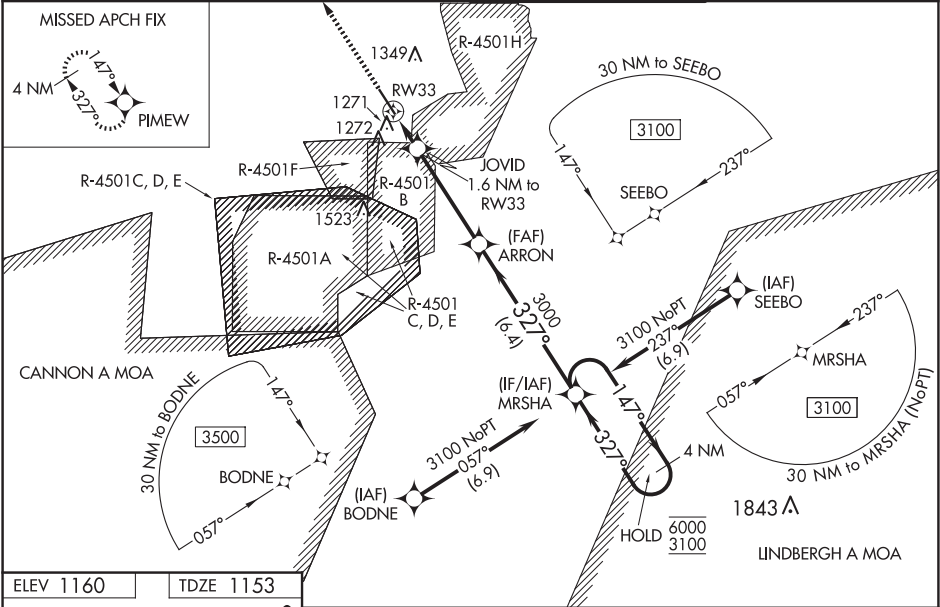 MISSED APCH FIX
147°
4 NM
327°
PIMEW
1349
R-4501H
RW33
1271
1272
30 NM to SEEBO
3100
147°
237°
SEEBO
R-4501C, D, E
R-4501F
R-4501
B
JOVID
1.6 NM to
RW33
1523
(FAF)
ARRON
R-4501A
R-4501
C, D, E
3000
327°
(6.4)
(IAF)
SEEBO
3100 NoPT
237°
(6.9)
237°
MRSHA
057°
3100
30 NM to MRSHA (NoPT)
CANNON A MOA
30 NM to BODNE
147°
3500
BODNE
057°
(IF/IAF)
MRSHA
147°
327°
4 NM
3100 NoPT
057°
(6.9)
(IAF)
BODNE
HOLD
6000
3100
1843
LINDBERGH A MOA
ELEV 1160
TDZE 1153